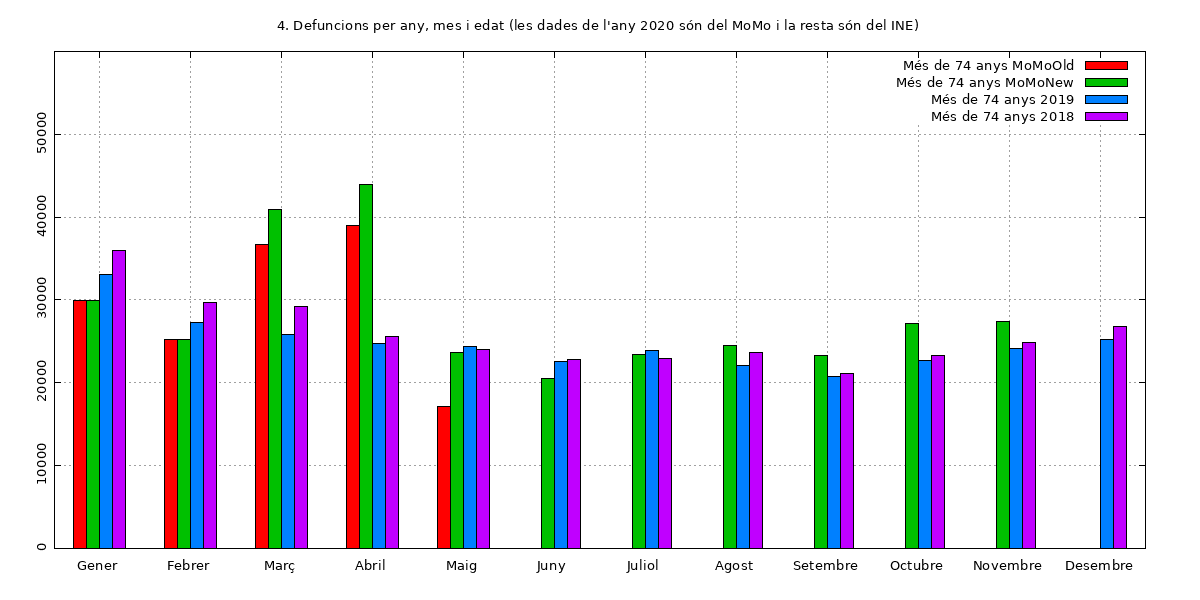 4. Defuncions per any, mes i edat (les dades de l'any 2020 són del MoMo i la resta són del INE)
Més de 74 anys MoMoOld
Més de 74 anys MoMoNew
Més de 74 anys 2019
Més de 74 anys 2018
50000
40000
30000
20000
10000
0
Gener Febrer Març Abril Maig Juny Juliol Agost Setembre Octubre Novembre Desembre